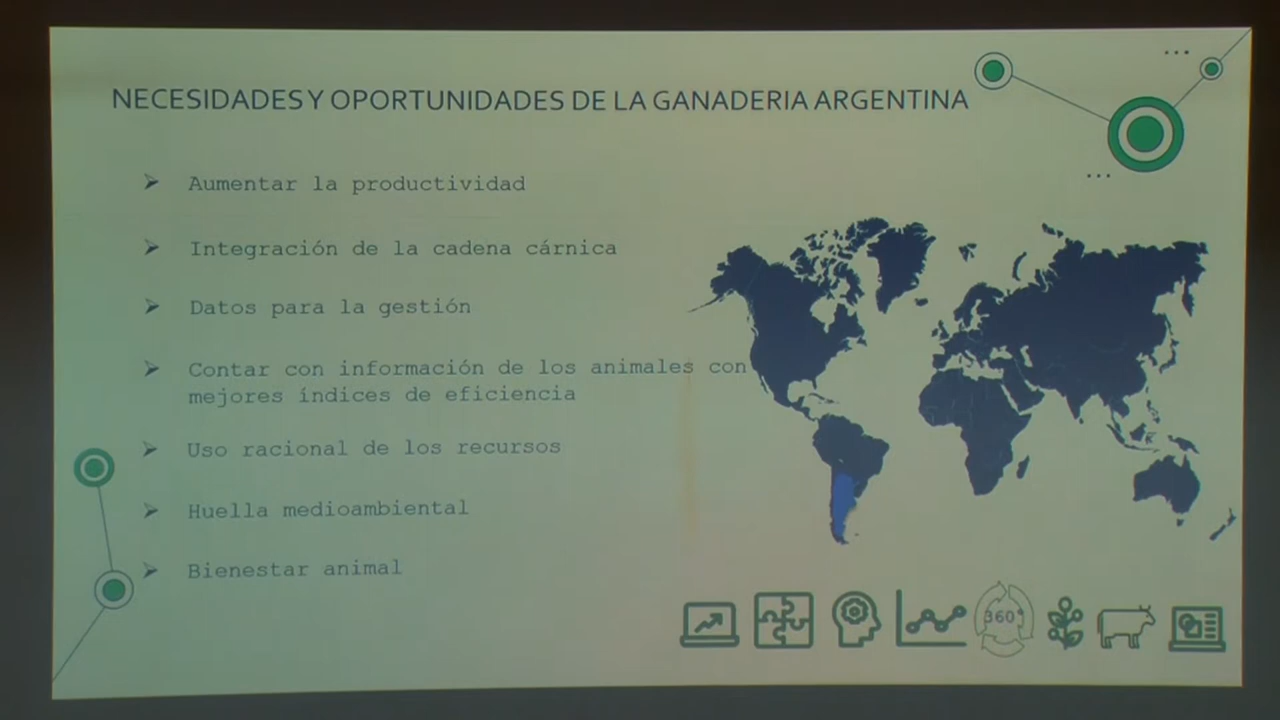 NECESIDADES Y OPORTUNIDADES DE LA GANADERIA ARGENTINA
Aumentar la productividad
Integración de la cadena cárnica
Datos para la gestión
Contar con información de los animales con
mejores índices de eficiencia
Uso racional de los recursos
Huella medioambiental
Bienestar animal
360°